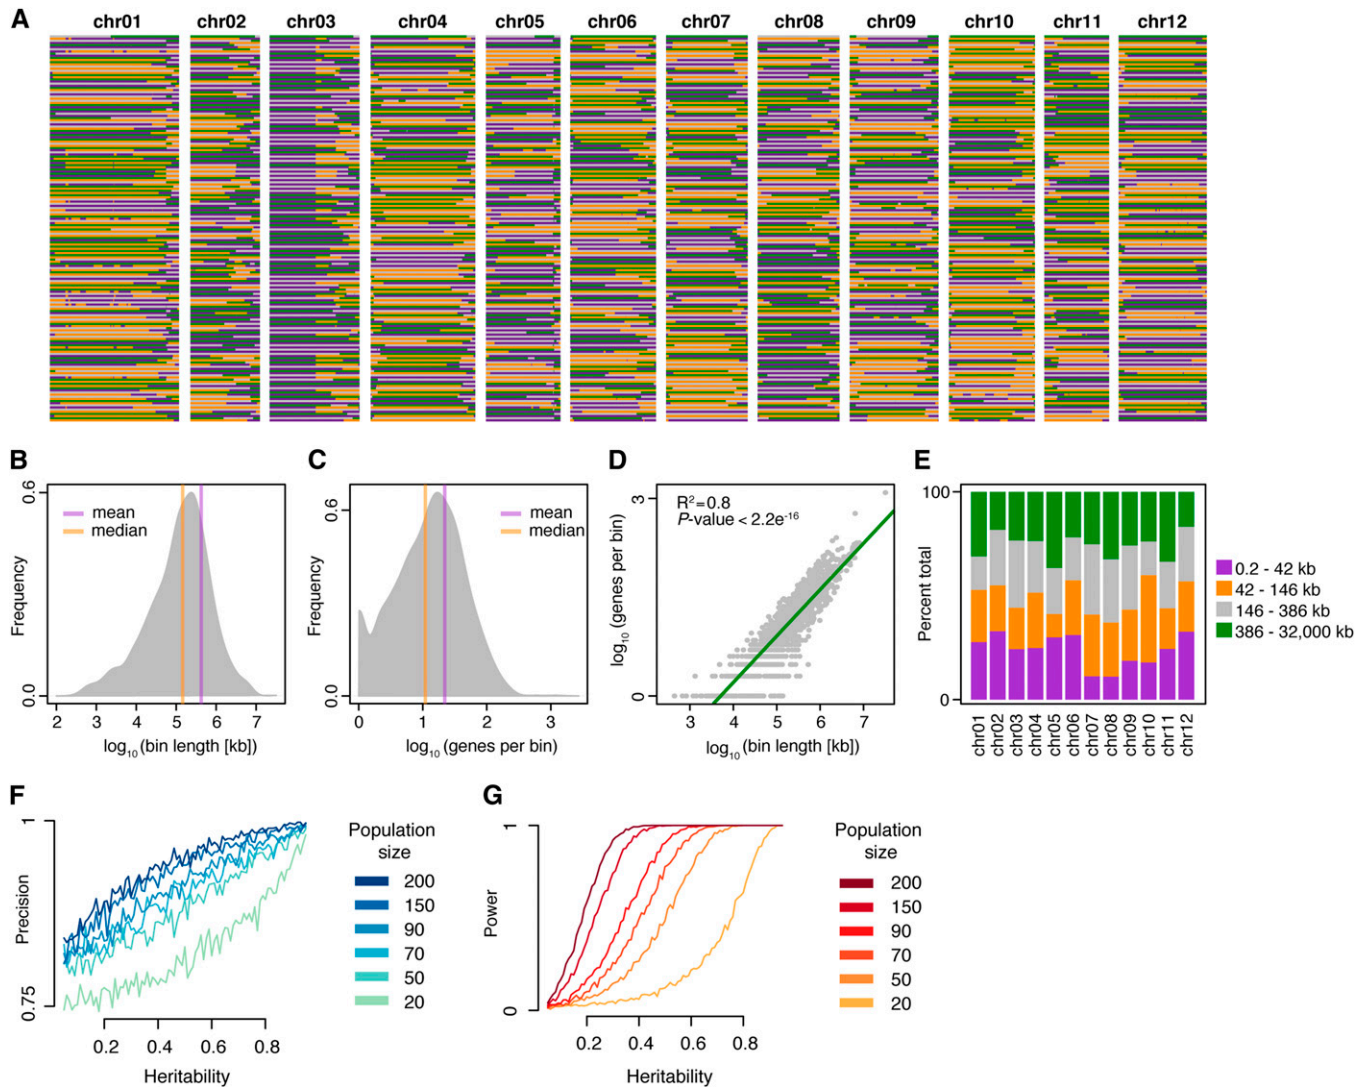 A
chr01 chr02 chr03 chr04 chr05 chr06 chr07 chr08 chr09 chr10 chr11 chr12
B
0.6
Frequency
0.0
mean
median
2 3 4 5 6 7
log10 (bin length [kb])
C
0.6
Frequency
0.0
mean
median
0 1 2 3
log10 (genes per bin)
D
3
log10 (genes per bin)
0
R2=0.8
P-value < 2.2e-16
3 4 5 6 7
log10 (bin length [kb])
E
100
Percent total
0
chr01 chr02 chr03 chr04 chr05 chr06 chr07 chr08 chr09 chr10 chr11 chr12
0.2 - 42 kb
42 - 146 kb
146 - 386 kb
386 - 32,000 kb
F
1
Precision
0.75
0.2 0.4 0.6 0.8
Heritability
Population
size
200
150
90
70
50
20
G
1
Power
0
0.2 0.4 0.6 0.8
Heritability
Population
size
200
150
90
70
50
20